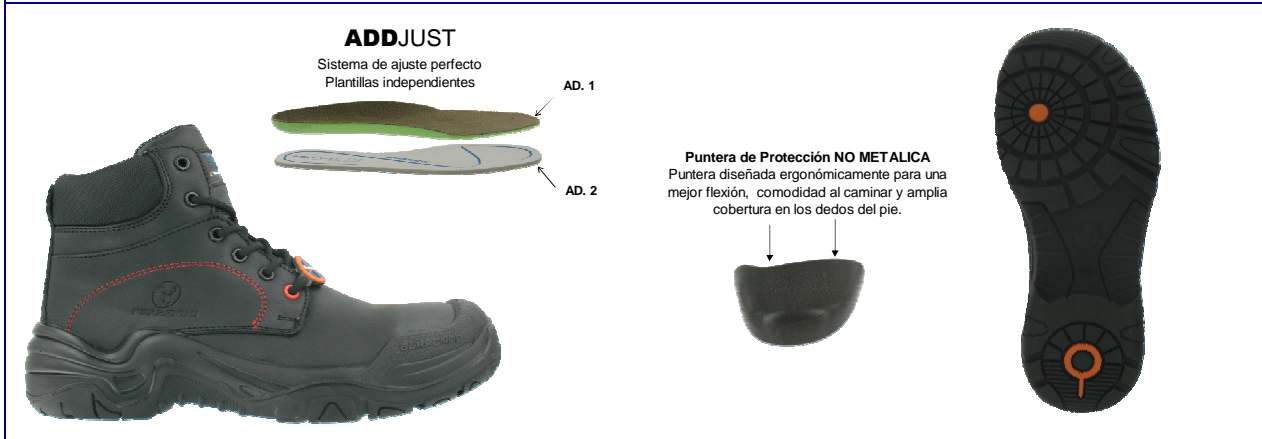 ADDJUST
Sistema de ajuste perfecto
Plantillas independientes
AD. 1
AD. 2
Puntera de Protección NO METALICA
Puntera diseñada ergonómicamente para una
mejor flexión, comodidad al caminar y amplia
cobertura en los dedos del pie.